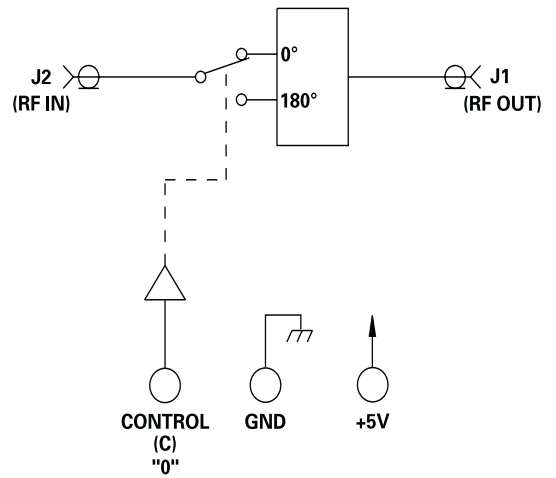 J2
(RF IN)
0°
180°
J1
(RF OUT)
CONTROL
(C)
"0"
GND
+5V